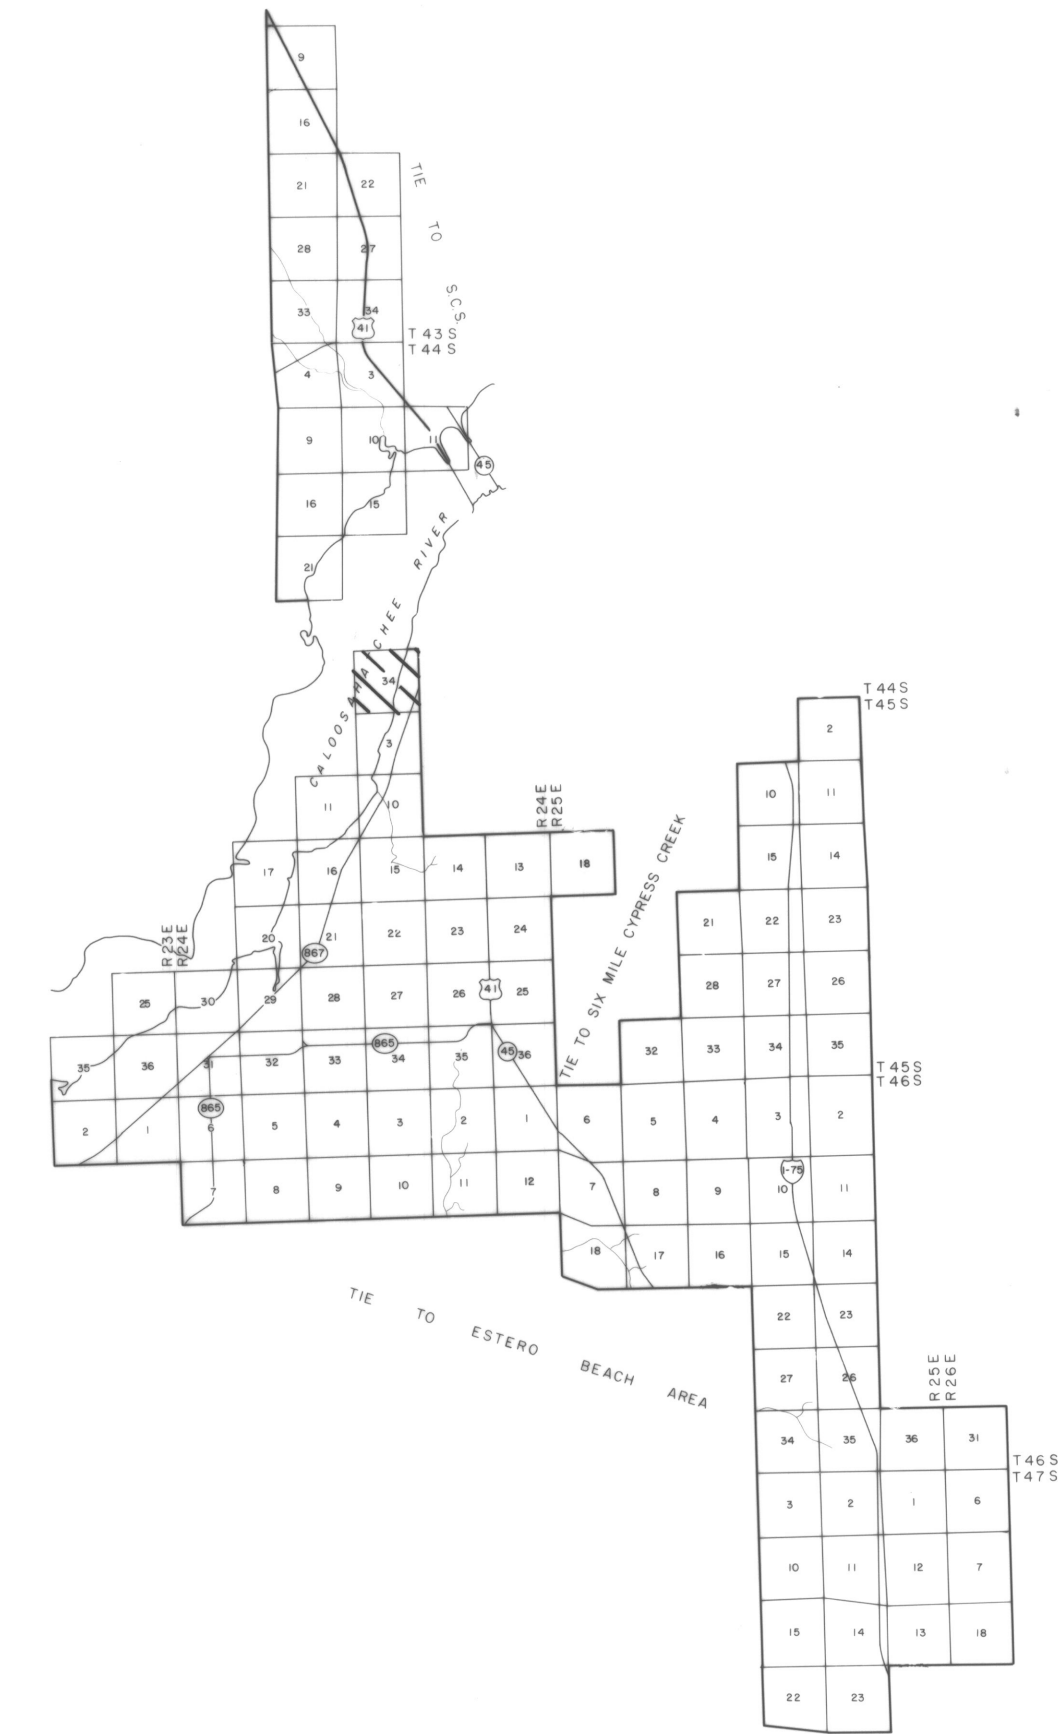 9
16
21 22
TIE TO S.C.S.
28 27
33 34
41
T 43 S
T 44 S
4 3
9 10 11
45
16 15
21
CALOOSAHATCHEE RIVER
34
3
11 10
R24E
R25E
17 16 15 14 13 18
20 21 22 23 24
867
R23E
R24E
25 30 29 28 27 26 41 25
35 36 31 32 33 865 34 35 45 36
865
2 1 6 5 4 3 2 1
7 8 9 10 11 12
TIE TO SIX MILE CYPRESS CREEK
T 44 S
T 45 S
2
10 11
15 14
21 22 23
28 27 26
32 33 34 35
T 45 S
T 46 S
6 5 4 3 2
I-75
7 8 9 10 11
18 17 16 15 14
22 23
27 26
TIE TO ESTERO BEACH AREA
R25E
R26E
34 35 36 31
T 46 S
T 47 S
3 2 1 6
10 11 12 7
15 14 13 18
22 23